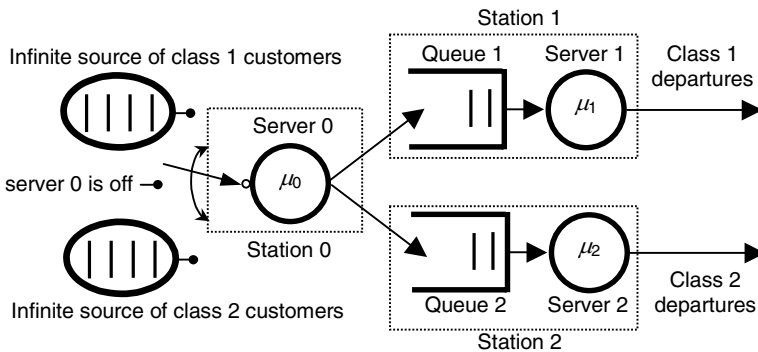 Station 1
Infinite source of class 1 customers
Queue 1
Server 1
Class 1
departures
μ1
Server 0
server 0 is off
μ0
Station 0
μ2
Infinite source of class 2 customers
Queue 2
Server 2
Class 2
departures
Station 2